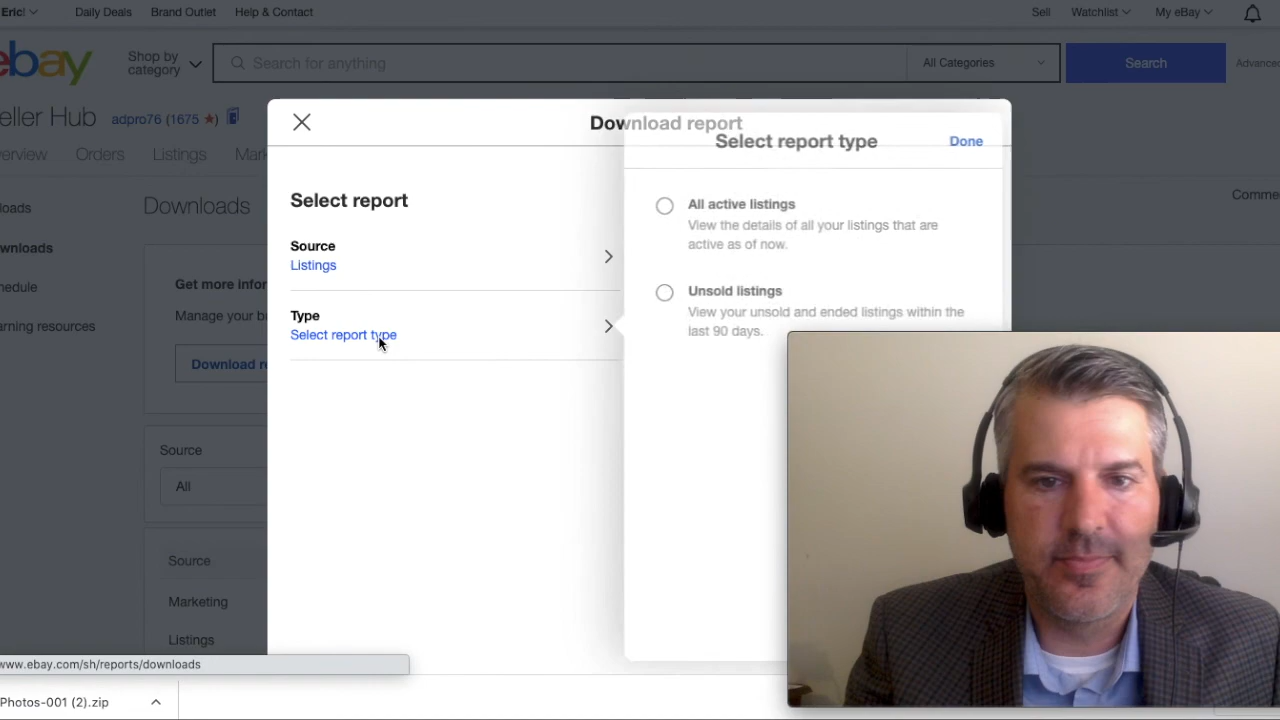 Eric!
Daily Deals
Brand Outlet
Help & Contact
Sell
Watchlist
My eBay
ebay
Shop by
category
Search for anything
All Categories
Search
Advance
eller Hub
adpro76 (1675 ★)
erview
Orders
Listings
Mark
loads
Downloads
Comme
wnloads
hedule
arning resources
Get more infor
Manage your b
Download re
Source
All
Source
Marketing
Listings
Download report
Select report
Source
Listings
Type
Select report type
Select report type
Done
All active listings
View the details of all your listings that are
active as of now.
Unsold listings
View your unsold and ended listings within the
last 90 days.
www.ebay.com/sh/reports/downloads
Photos-001 (2).zip